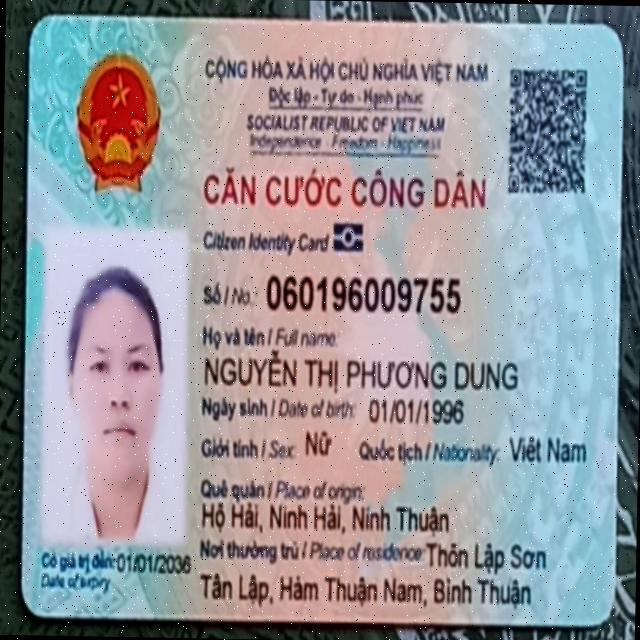 CỘNG HÒA XÃ HỘI CHỦ NGHĨA VIỆT NAM
Độc lập - Tự do - Hạnh phúc
SOCIALIST REPUBLIC OF VIET NAM
Independence - Freedom - Happiness
CĂN CƯỚC CÔNG DÂN
Citizen Identity Card
Số / No.: 060196009755
Họ và tên / Full name:
NGUYỄN THỊ PHƯƠNG DUNG
Ngày sinh / Date of birth: 01/01/1996
Giới tính / Sex: Nữ Quốc tịch / Nationality: Việt Nam
Quê quán / Place of origin:
Hộ Hải, Ninh Hải, Ninh Thuận
Nơi thường trú / Place of residence: Thôn Lập Sơn
Tân Lập, Hàm Thuận Nam, Bình Thuận
Có giá trị đến: 01/01/2036
Date of expiry